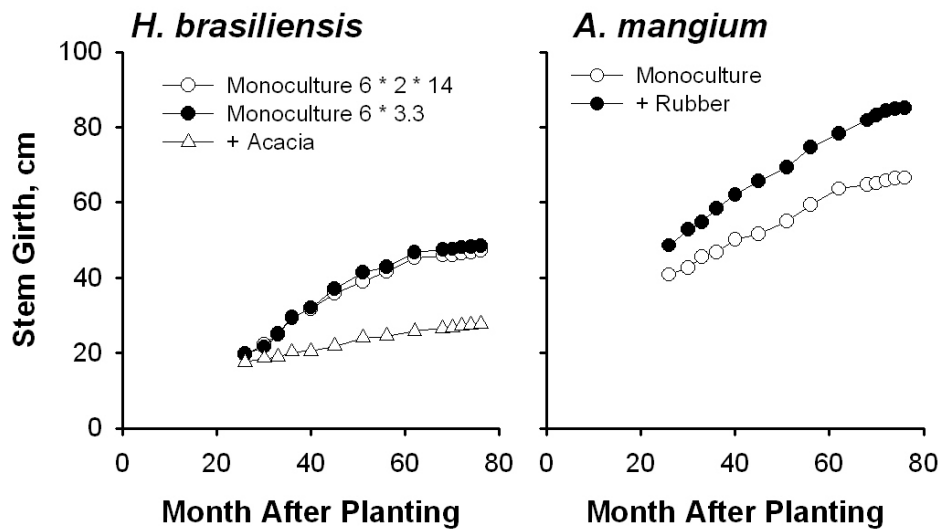 H. brasiliensis
A. mangium
Stem Girth, cm
100
80
60
40
20
0
Monoculture 6 * 2 * 14
Monoculture 6 * 3.3
+ Acacia
Monoculture
+ Rubber
0 20 40 60 80
0 20 40 60 80
Month After Planting
Month After Planting